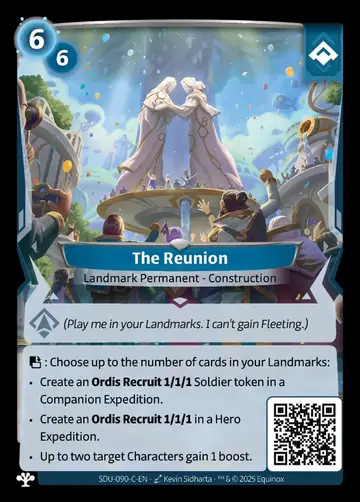 6
6
The Reunion
Landmark Permanent - Construction
(Play me in your Landmarks. I can't gain Fleeting.)
: Choose up to the number of cards in your Landmarks:
• Create an Ordis Recruit 1/1/1 Soldier token in a
Companion Expedition.
• Create an Ordis Recruit 1/1/1 in a Hero
Expedition.
• Up to two target Characters gain 1 boost.
SDU-090-C-EN - Kevin Sidharta - ™ & © 2025 Equinox